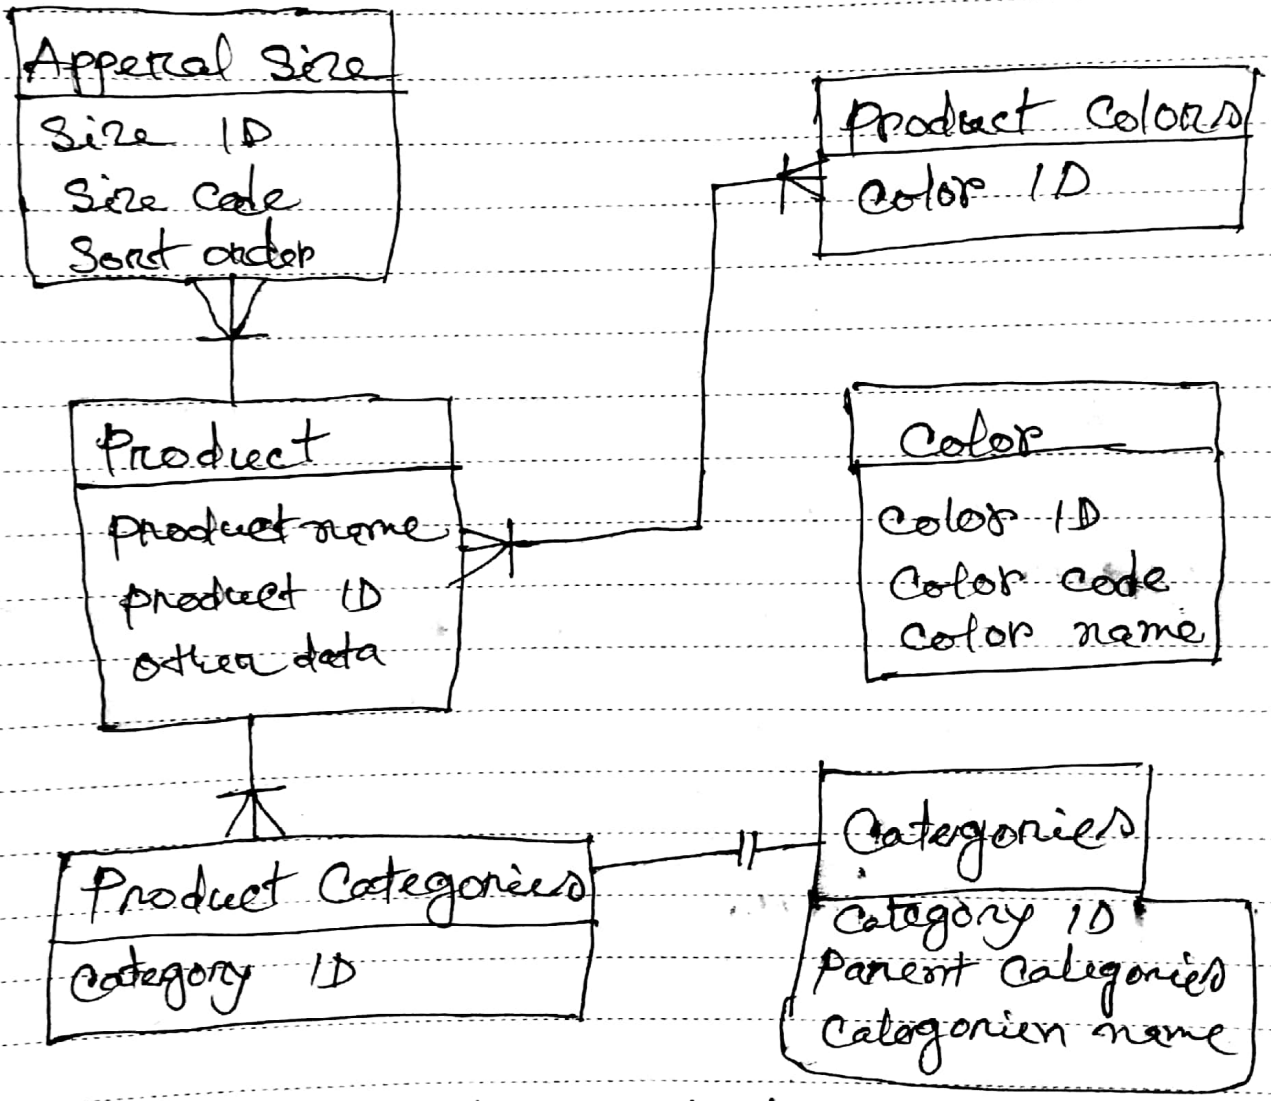 Apperal Size
Size ID
Size code
Sort order
Product Colors
Color ID
Product
product name
product ID
other data
Color
Color ID
Color code
Color name
Product Categories
Category ID
Categories
Category ID
Parent Categories
Categorien name